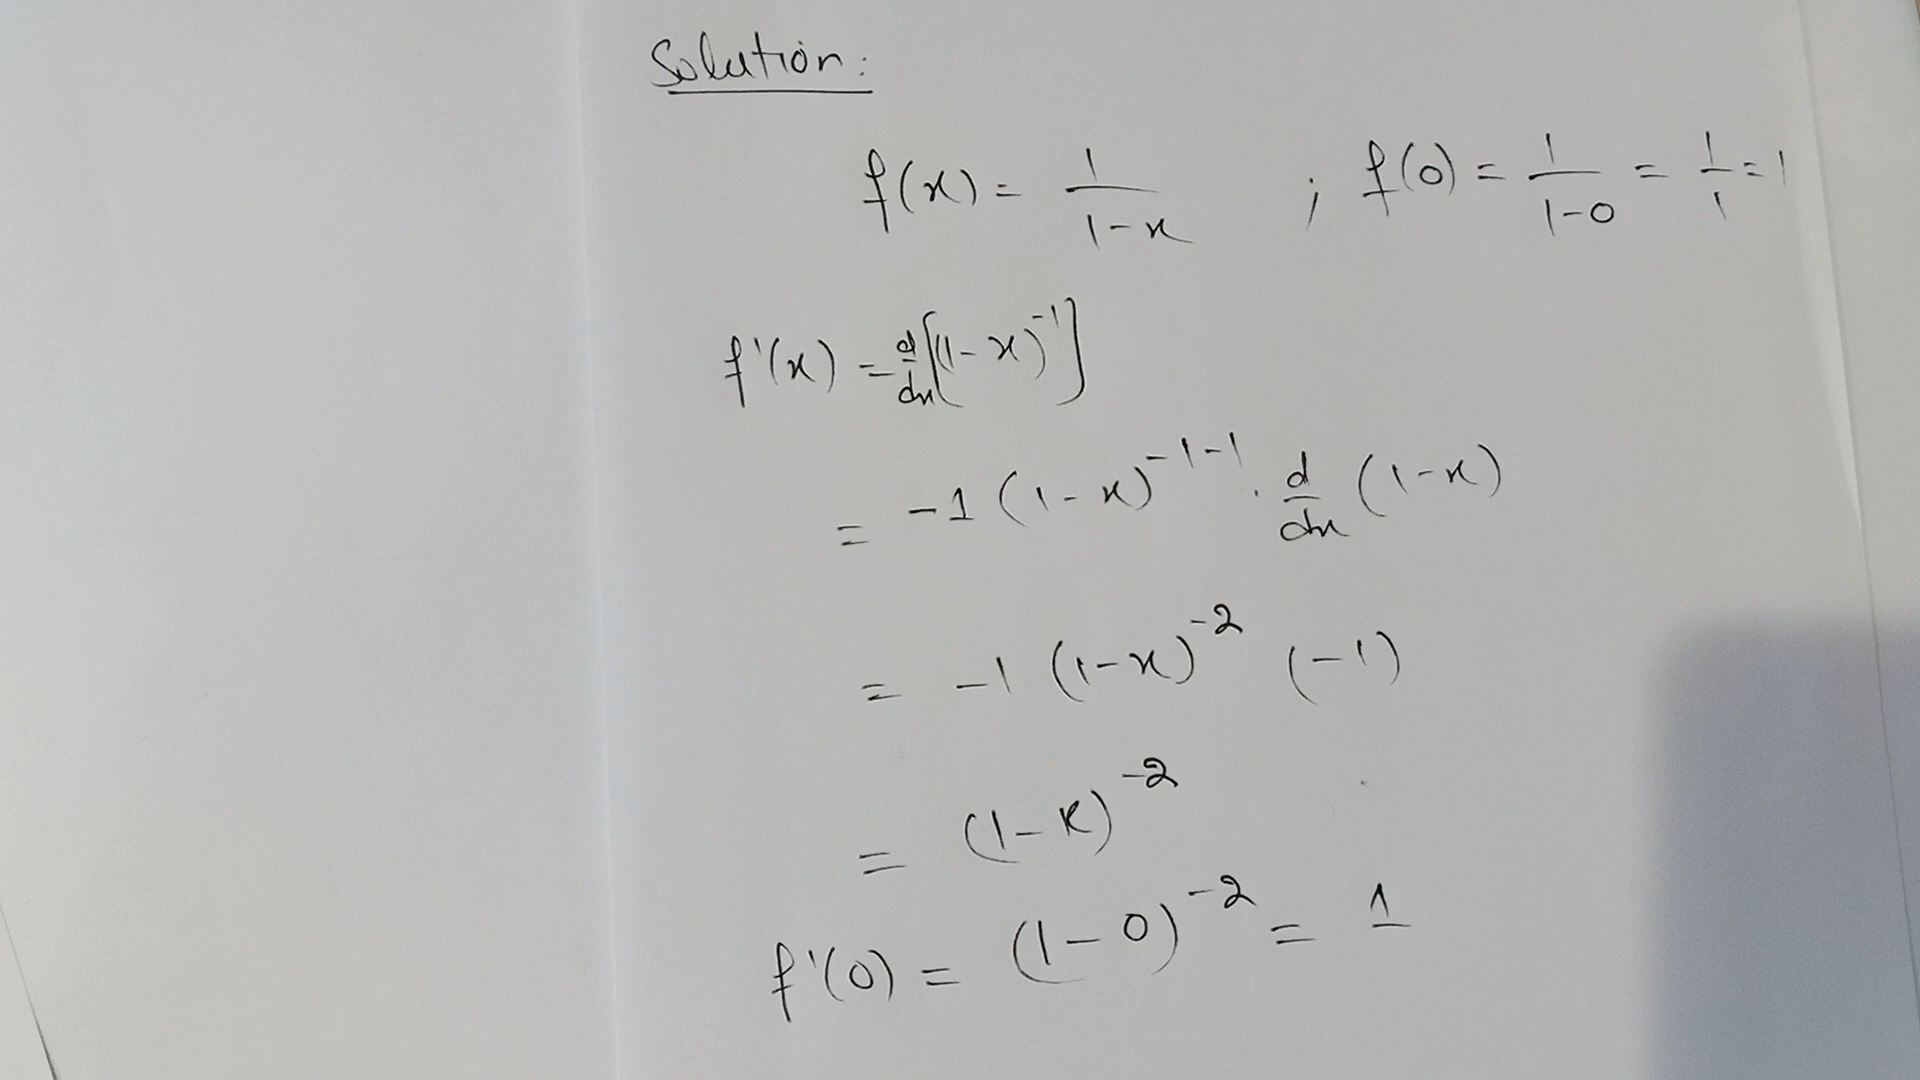 Solution:
f(x) = 1/(1-x) ; f(0) = 1/(1-0) = 1/1 = 1
f'(x) = d/dx[(1-x)^-1]
= -1 (1-x)^-1-1 . d/dx (1-x)
= -1 (1-x)^-2 (-1)
= (1-x)^-2
f'(0) = (1-0)^-2 = 1